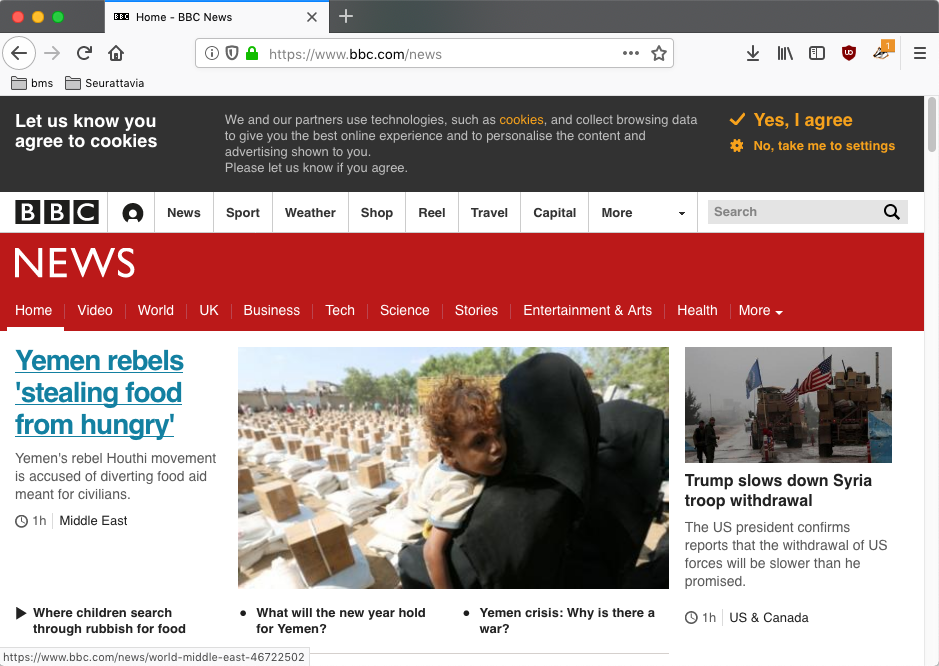 BBC Home - BBC News
https://www.bbc.com/news
UD
1
bms
Seurattavia
Let us know you
agree to cookies
We and our partners use technologies, such as cookies, and collect browsing data
to give you the best online experience and to personalise the content and
advertising shown to you.
Please let us know if you agree.
Yes, I agree
No, take me to settings
BBC
News
Sport
Weather
Shop
Reel
Travel
Capital
More
Search
NEWS
Home
Video
World
UK
Business
Tech
Science
Stories
Entertainment & Arts
Health
More
Yemen rebels
'stealing food
from hungry'
Yemen's rebel Houthi movement
is accused of diverting food aid
meant for civilians.
1h Middle East
Trump slows down Syria
troop withdrawal
The US president confirms
reports that the withdrawal of US
forces will be slower than he
promised.
1h US & Canada
Where children search
through rubbish for food
What will the new year hold
for Yemen?
Yemen crisis: Why is there a
war?
https://www.bbc.com/news/world-middle-east-46722502